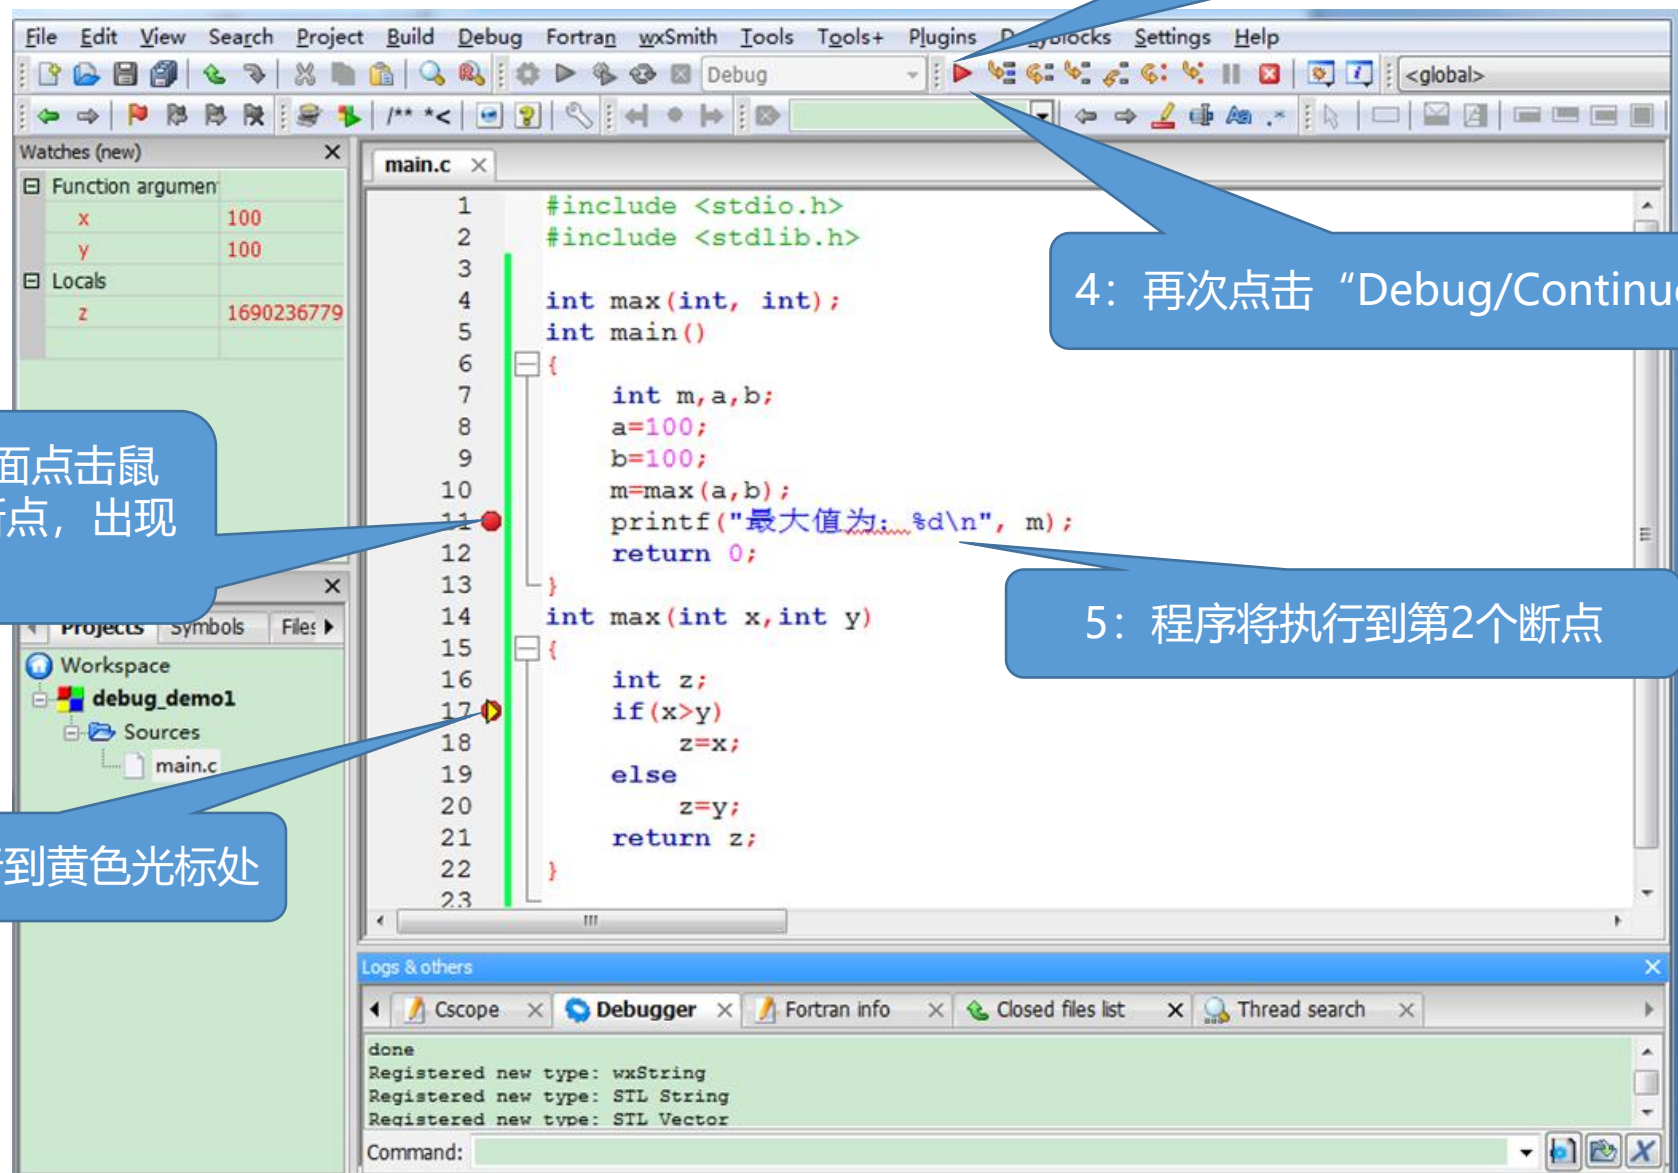 File Edit View Search Project Build Debug Fortran wxSmith Tools Tools+ Plugins DoxyBlocks Settings Help
Debug
<global>
/** *<
Watches (new)
Function argumen
x 100
y 100
Locals
z 1690236779
main.c
1 #include <stdio.h>
2 #include <stdlib.h>
3
4 int max(int, int);
5 int main()
6 {
7 int m,a,b;
8 a=100;
9 b=100;
10 m=max(a,b);
11 printf("最大值为: %d\n", m);
12 return 0;
13 }
14 int max(int x,int y)
15 {
16 int z;
17 if(x>y)
18 z=x;
19 else
20 z=y;
21 return z;
22 }
23
4：再次点击“Debug/Continue
面点击鼠
断点，出现
5：程序将执行到第2个断点
行到黄色光标处
Projects Symbols Files
Workspace
debug_demo1
Sources
main.c
Logs & others
Cscope Debugger Fortran info Closed files list Thread search
done
Registered new type: wxString
Registered new type: STL String
Registered new type: STL Vector
Command: